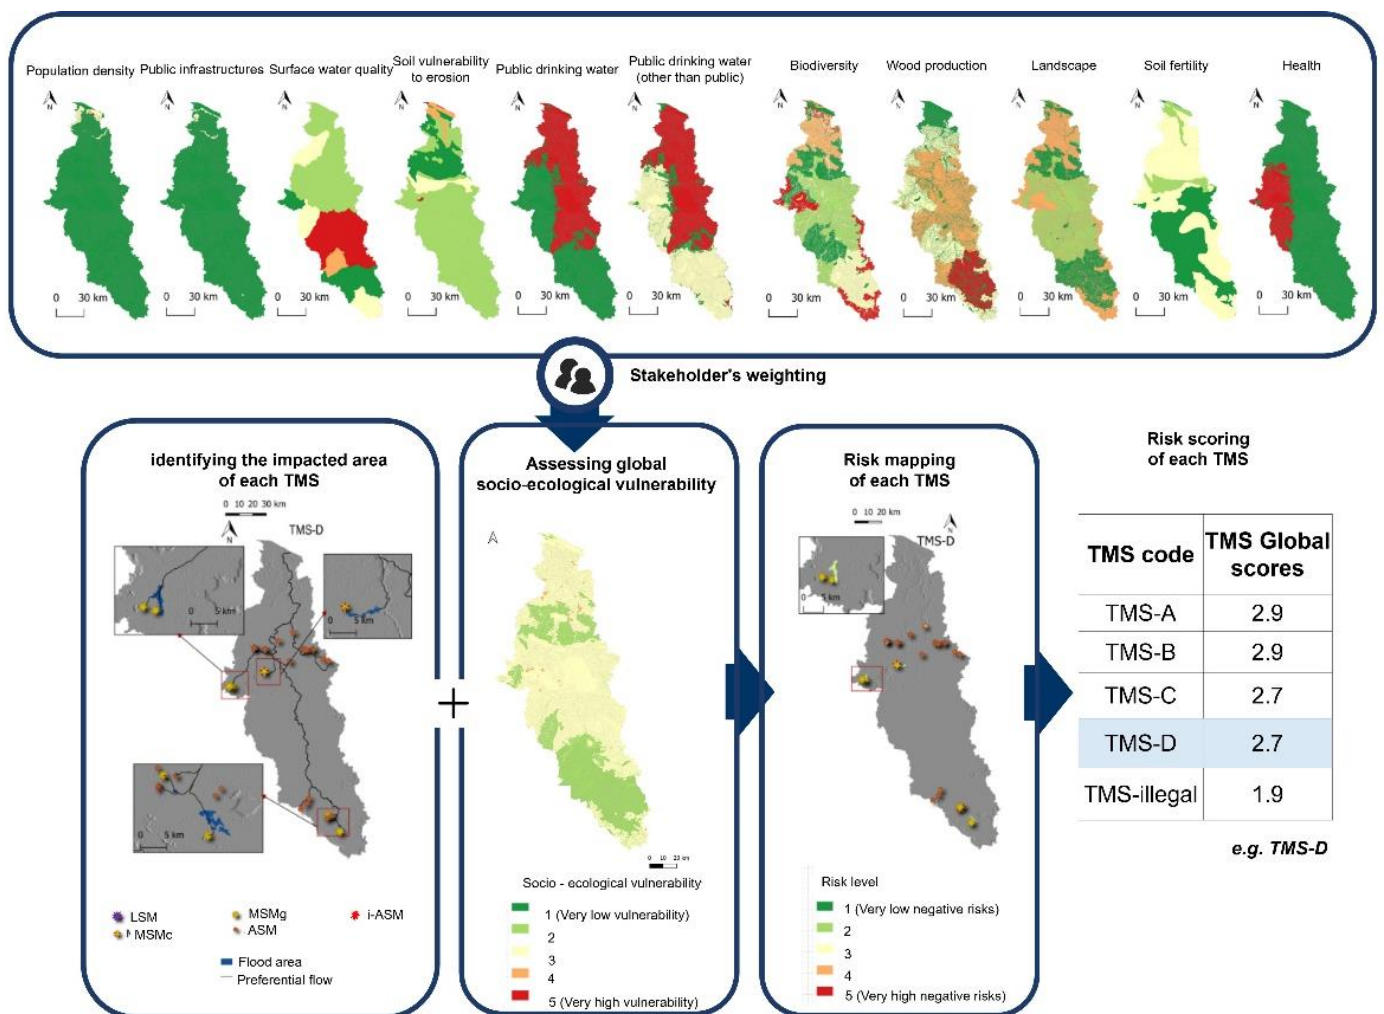 Population density
Public infrastructures
Surface water quality
Soil vulnerability
to erosion
Public drinking water
Public drinking water
(other than public)
Biodiversity
Wood production
Landscape
Soil fertility
Health
N
N
N
N
N
N
N
N
N
N
N
0 30 km
0 30 km
0 30 km
0 30 km
0 30 km
0 30 km
0 30 km
0 30 km
0 30 km
0 30 km
0 30 km
Stakeholder's weighting
identifying the impacted area
of each TMS
0 10 20 30 km
N
TMS-D
0 5 km
0 5 km
0 5 km
LSM
MSMc
MSMg
ASM
i-ASM
Flood area
Preferential flow
+
Assessing global
socio-ecological vulnerability
0 10 20 km
Socio - ecological vulnerability
1 (Very low vulnerability)
2
3
4
5 (Very high vulnerability)
Risk mapping
of each TMS
0 10 20 km
N
TMS-D
0 5 km
Risk level
1 (Very low negative risks)
2
3
4
5 (Very high negative risks)
Risk scoring
of each TMS
TMS code TMS Global
scores
TMS-A 2.9
TMS-B 2.9
TMS-C 2.7
TMS-D 2.7
TMS-illegal 1.9
e.g. TMS-D